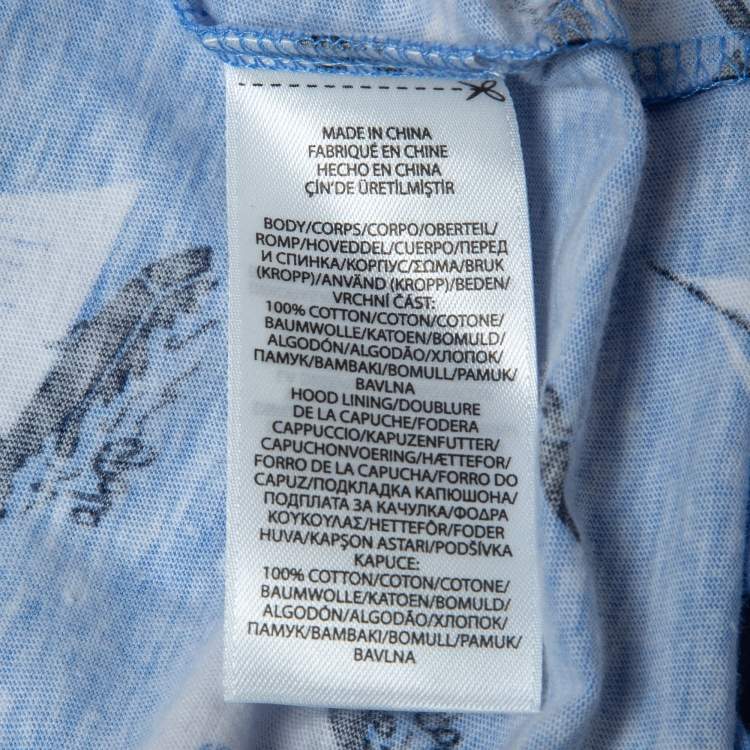 MADE IN CHINA
FABRIQUÉ EN CHINE
HECHO EN CHINA
ÇİN'DE ÜRETİLMİŞTİR
BODY/CORPS/CORPO/OBERTEIL/
ROMP/HOVEDDEL/CUERPO/ПЕРЕД
И СПИНКА/КОРПУС/ΣΩΜΑ/BRUK
(KROPP)/ANVÄND (KROPP)/BEDEN/
VRCHNÍ ČÁST:
100% COTTON/COTON/COTONE/
BAUMWOLLE/KATOEN/BOMULD/
ALGODÓN/ALGODÃO/ХЛОПОК/
ПАМУК/BAMBAKI/BOMULL/PAMUK/
BAVLNA
HOOD LINING/DOUBLURE
DE LA CAPUCHE/FODERA
CAPPUCCIO/KAPUZENFUTTER/
CAPUCHONVOERING/HÆTTEFOR/
FORRO DE LA CAPUCHA/FORRO DO
CAPUZ/ПОДКЛАДКА КАПЮШОНА/
ПОДПЛАТА ЗА КАЧУЛКА/ΦΟΔΡΑ
ΚΟΥΚΟΥΛΑΣ/HETTEFÔR/FODER
HUVA/KAPŞON ASTARI/PODŠÍVKA
KAPUCE:
100% COTTON/COTON/COTONE/
BAUMWOLLE/KATOEN/BOMULD/
ALGODÓN/ALGODÃO/ХЛОПОК/
ПАМУК/BAMBAKI/BOMULL/PAMUK/
BAVLNA